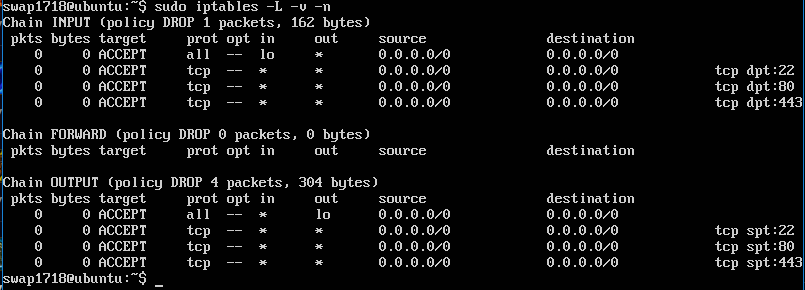 swap1718@ubuntu:~$ sudo iptables -L -v -n
Chain INPUT (policy DROP 1 packets, 162 bytes)
 pkts bytes target     prot opt in     out     source               destination
    0     0 ACCEPT     all  --  lo     *       0.0.0.0/0            0.0.0.0/0
    0     0 ACCEPT     tcp  --  *      *       0.0.0.0/0            0.0.0.0/0            tcp dpt:22
    0     0 ACCEPT     tcp  --  *      *       0.0.0.0/0            0.0.0.0/0            tcp dpt:80
    0     0 ACCEPT     tcp  --  *      *       0.0.0.0/0            0.0.0.0/0            tcp dpt:443
Chain FORWARD (policy DROP 0 packets, 0 bytes)
 pkts bytes target     prot opt in     out     source               destination
Chain OUTPUT (policy DROP 4 packets, 304 bytes)
 pkts bytes target     prot opt in     out     source               destination
    0     0 ACCEPT     all  --  *      lo      0.0.0.0/0            0.0.0.0/0
    0     0 ACCEPT     tcp  --  *      *       0.0.0.0/0            0.0.0.0/0            tcp spt:22
    0     0 ACCEPT     tcp  --  *      *       0.0.0.0/0            0.0.0.0/0            tcp spt:80
    0     0 ACCEPT     tcp  --  *      *       0.0.0.0/0            0.0.0.0/0            tcp spt:443
swap1718@ubuntu:~$ _